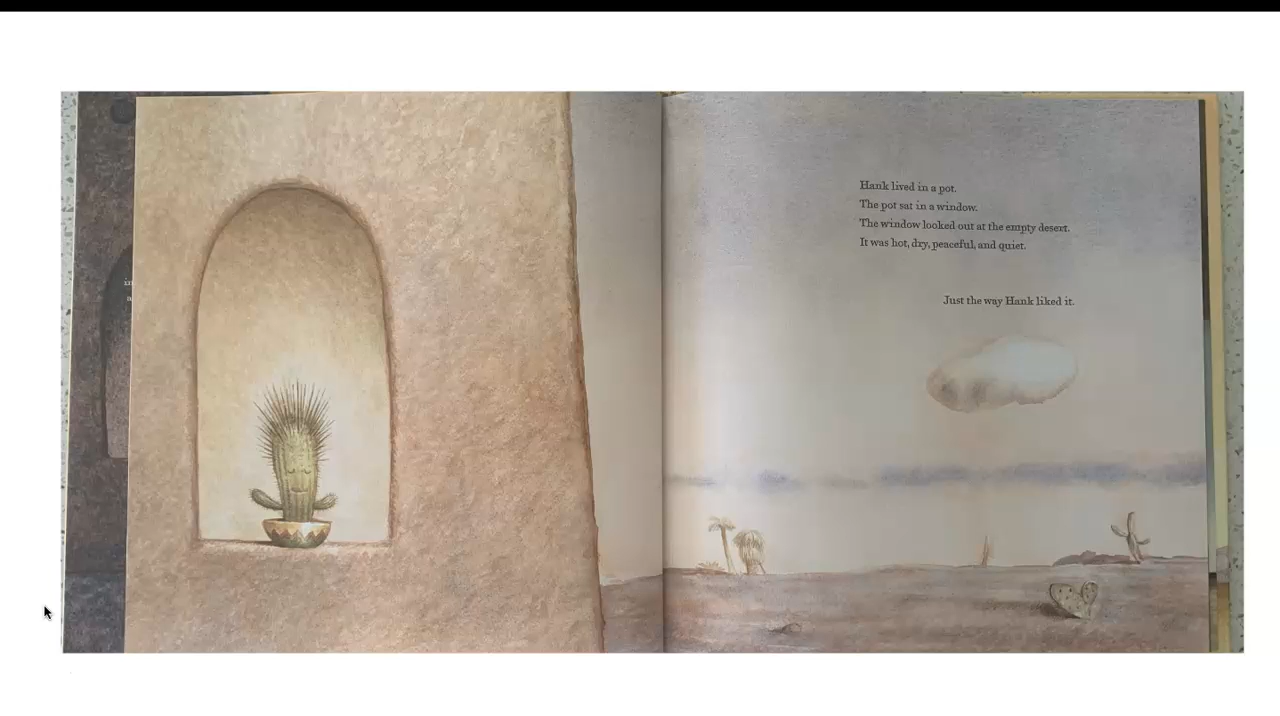 Hank lived in a pot.
The pot sat in a window.
The window looked out at the empty desert.
It was hot, dry, peaceful, and quiet.
Just the way Hank liked it.